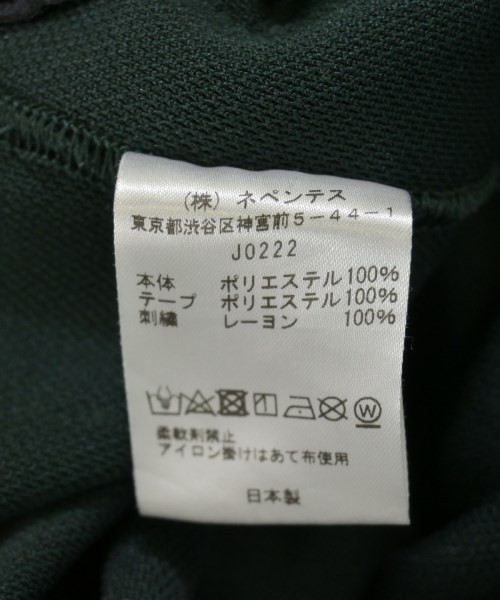 (株) ネペンテス
東京都渋谷区神宮前5-44-1
J0222
本体 ポリエステル100%
テープ ポリエステル100%
刺繍 レーヨン 100%
W
柔軟剤禁止
アイロン掛けはあて布使用
日本製